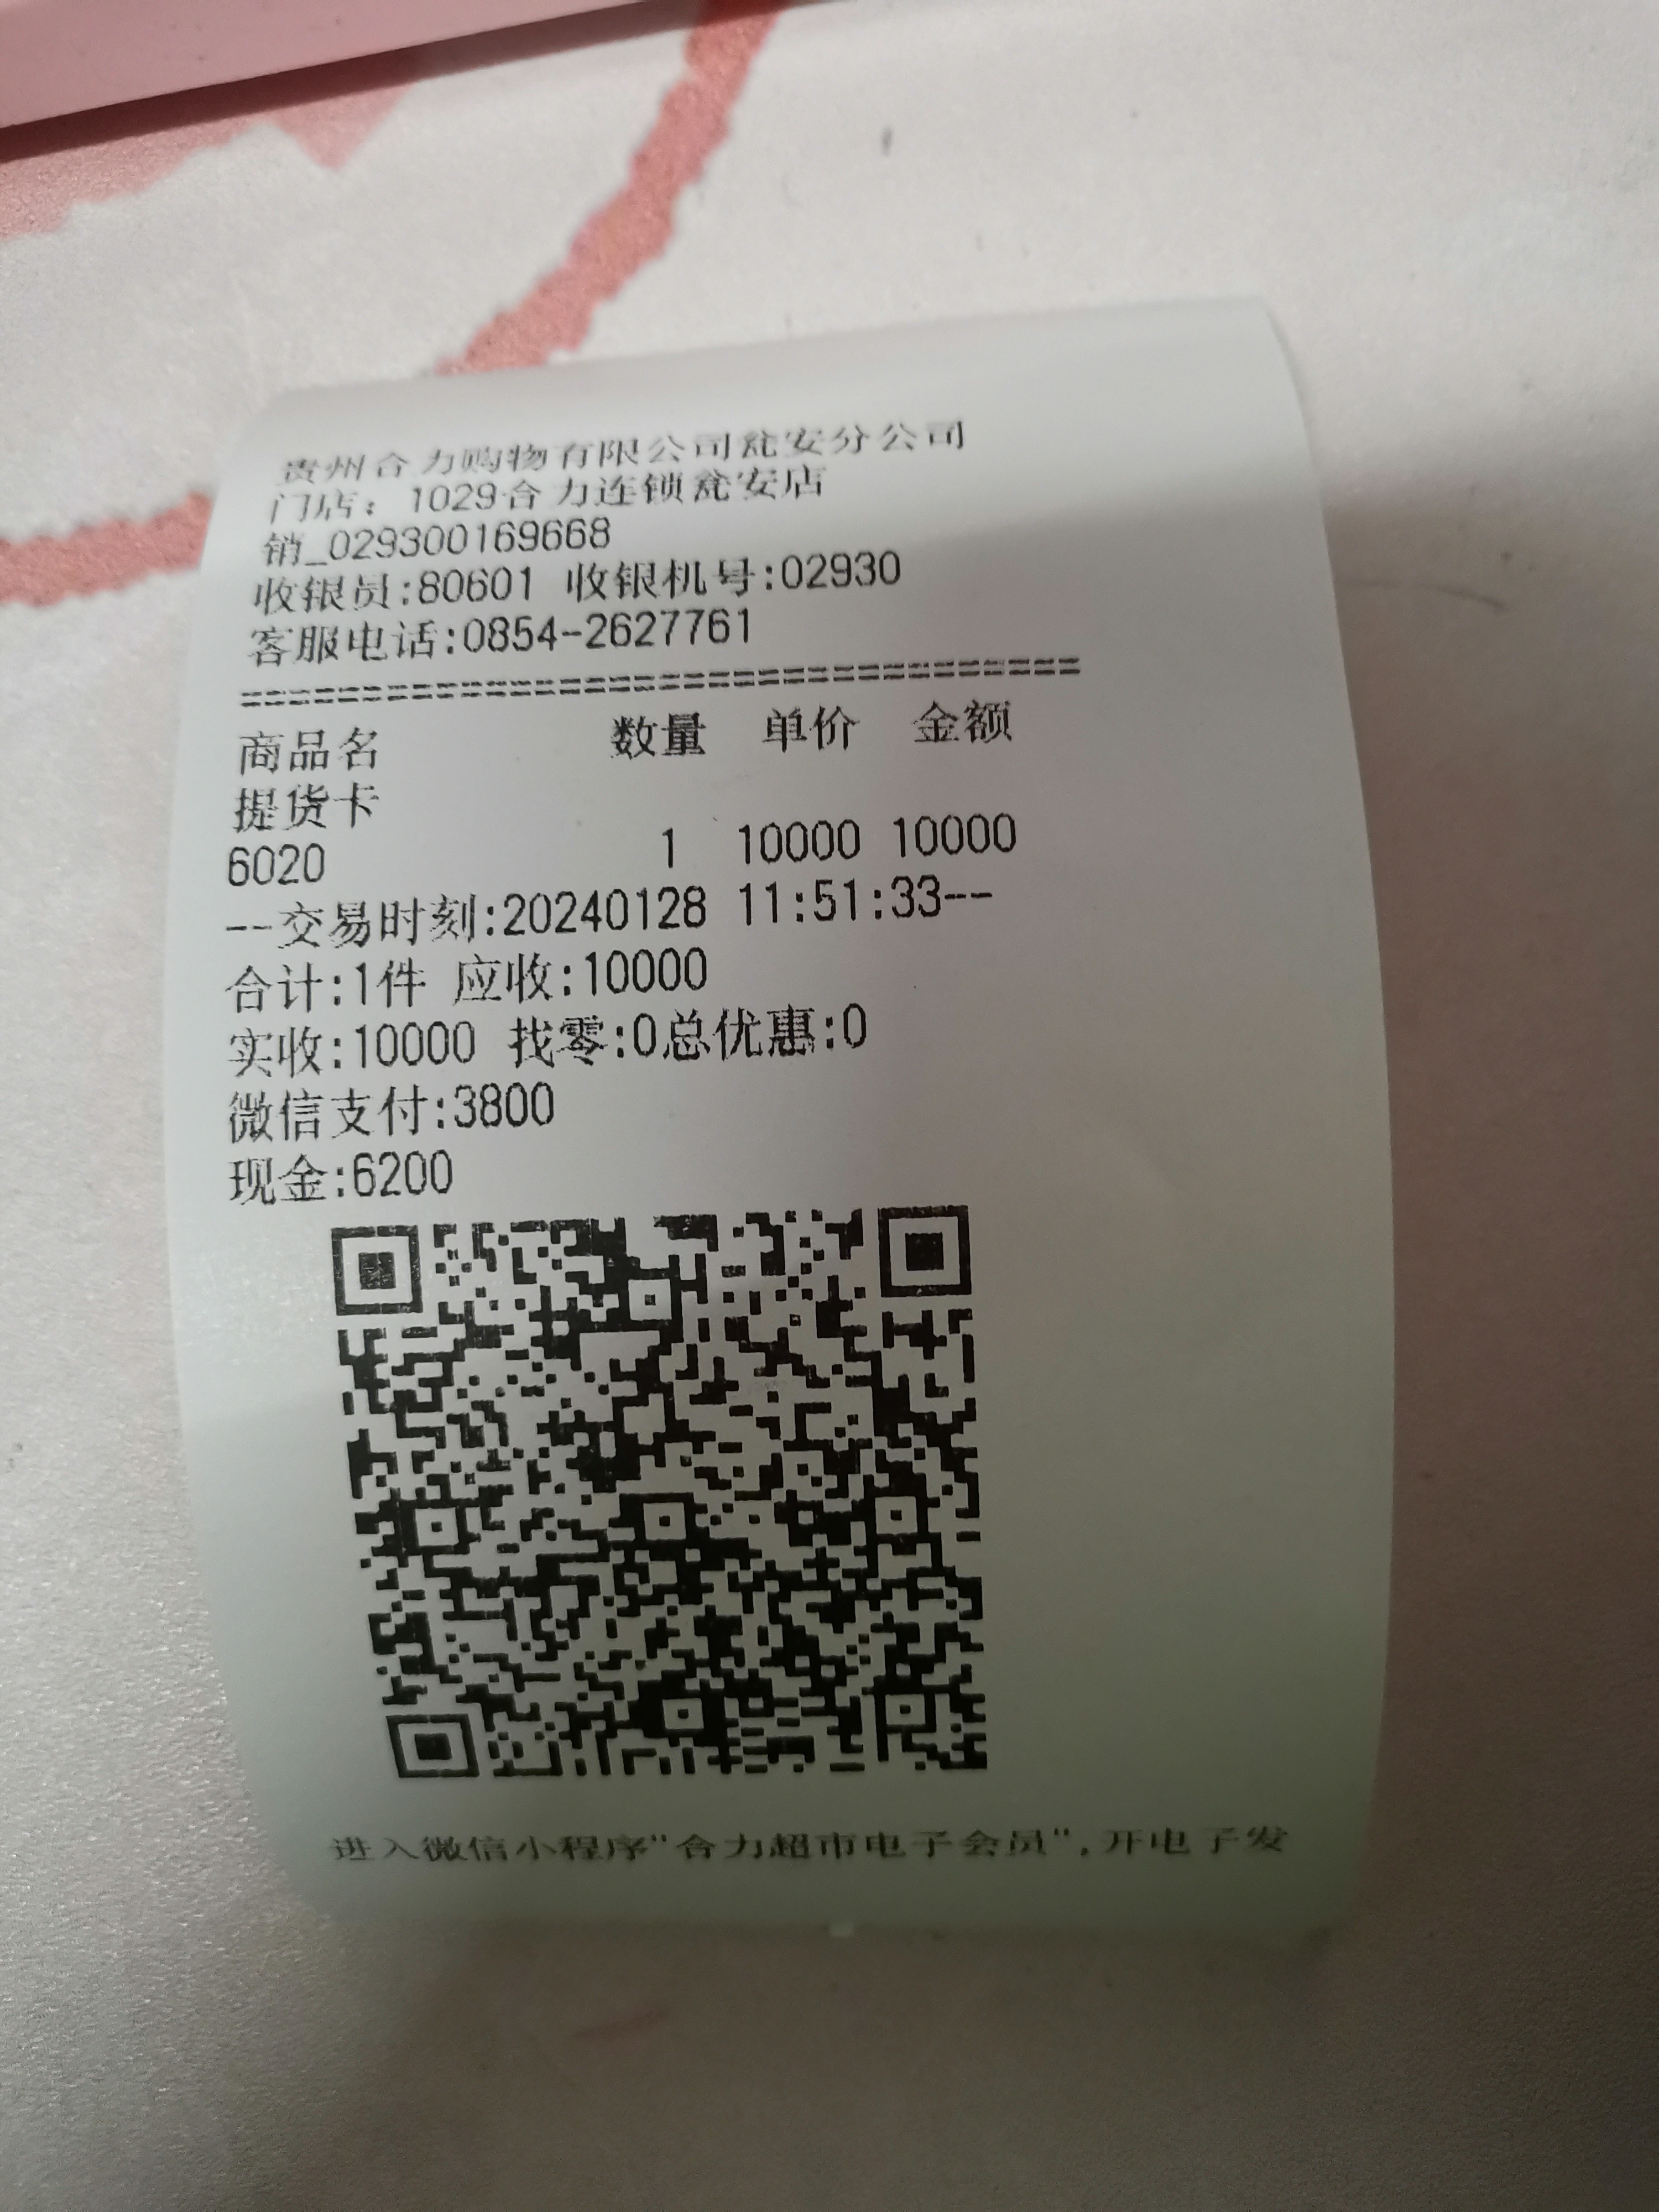 贵州合力购物有限公司瓮安分公司
门店：1029合力连锁瓮安店
销_029300169668
收银员:80601 收银机号:02930
客服电话:0854-2627761
==================================
商品名 数量 单价 金额
提货卡
6020 1 10000 10000
--交易时刻:20240128 11:51:33--
合计:1件 应收:10000
实收:10000 找零:0总优惠:0
微信支付:3800
现金:6200
进入微信小程序"合力超市电子会员",开电子发